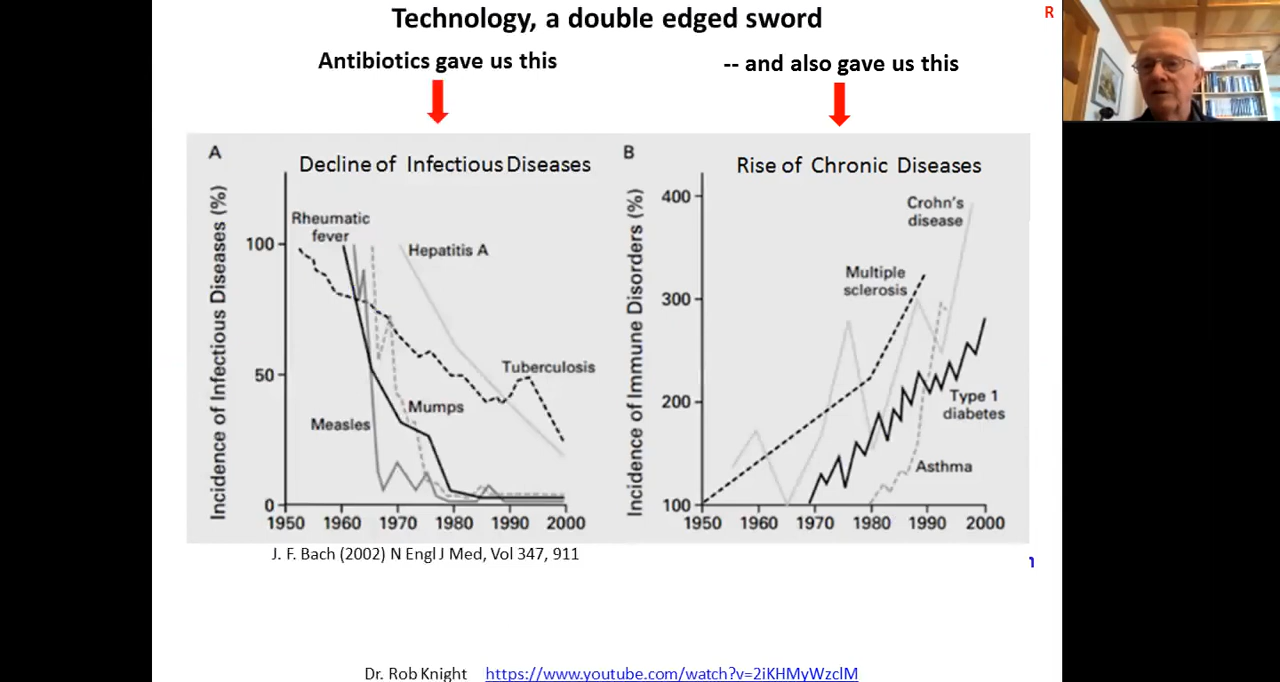 Technology, a double edged sword
R
Antibiotics gave us this
-- and also gave us this
A
Decline of Infectious Diseases
Incidence of Infectious Diseases (%)
100
50
0
Rheumatic
fever
Hepatitis A
Tuberculosis
Mumps
Measles
1950 1960 1970 1980 1990 2000
B
Rise of Chronic Diseases
Incidence of Immune Disorders (%)
400
300
200
100
Crohn's
disease
Multiple
sclerosis
Type 1
diabetes
Asthma
1950 1960 1970 1980 1990 2000
J. F. Bach (2002) N Engl J Med, Vol 347, 911
Dr. Rob Knight https://www.youtube.com/watch?v=2iKHMyWzclM